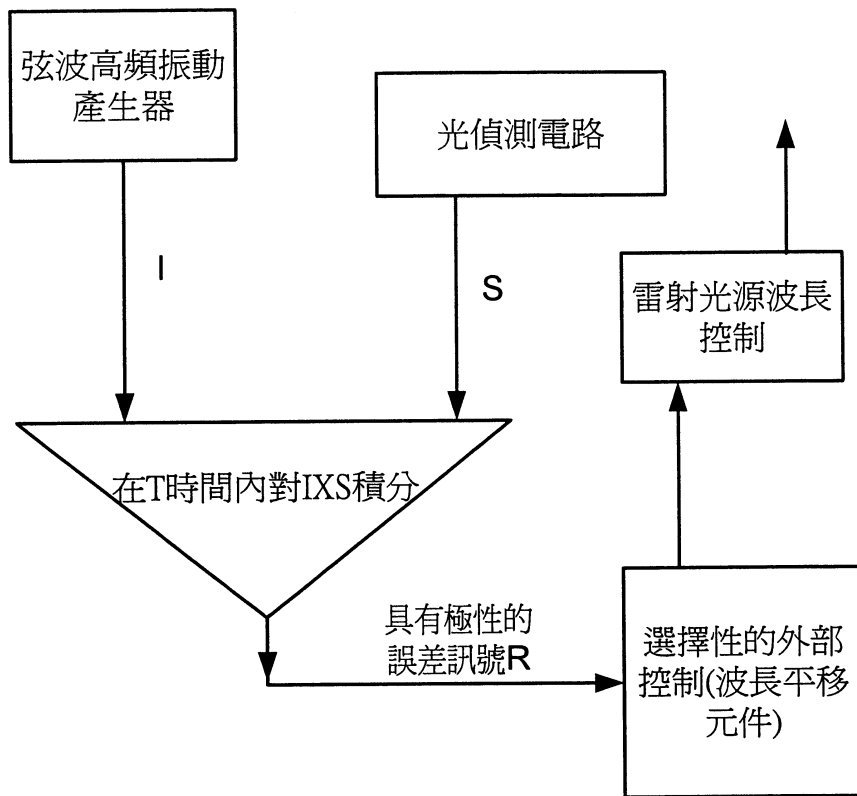 弦波高頻振動
產生器
光偵測電路
I
S
雷射光源波長
控制
在T時間內對IXS積分
具有極性的
誤差訊號R
選擇性的外部
控制(波長平移
元件)